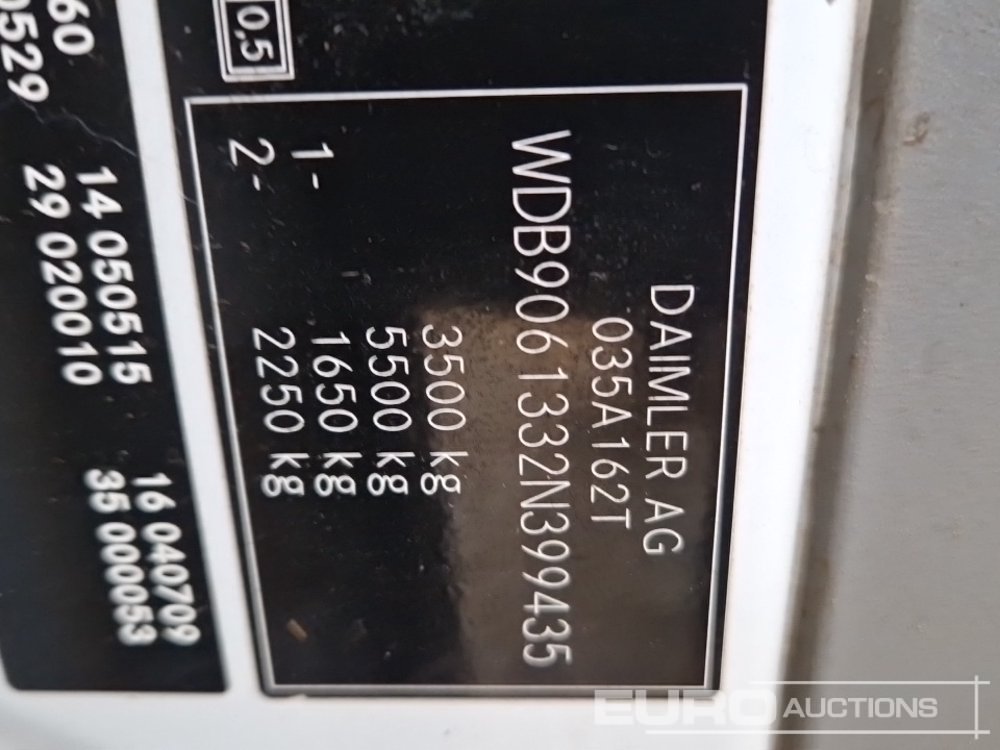 DAIMLER AG
035A162T
WDB9061332N399435
3500 kg
5500 kg
1- 1650 kg
2- 2250 kg
0,5
60
0529
14 050515
29 020010
16 040709
35 000053
EURO AUCTIONS